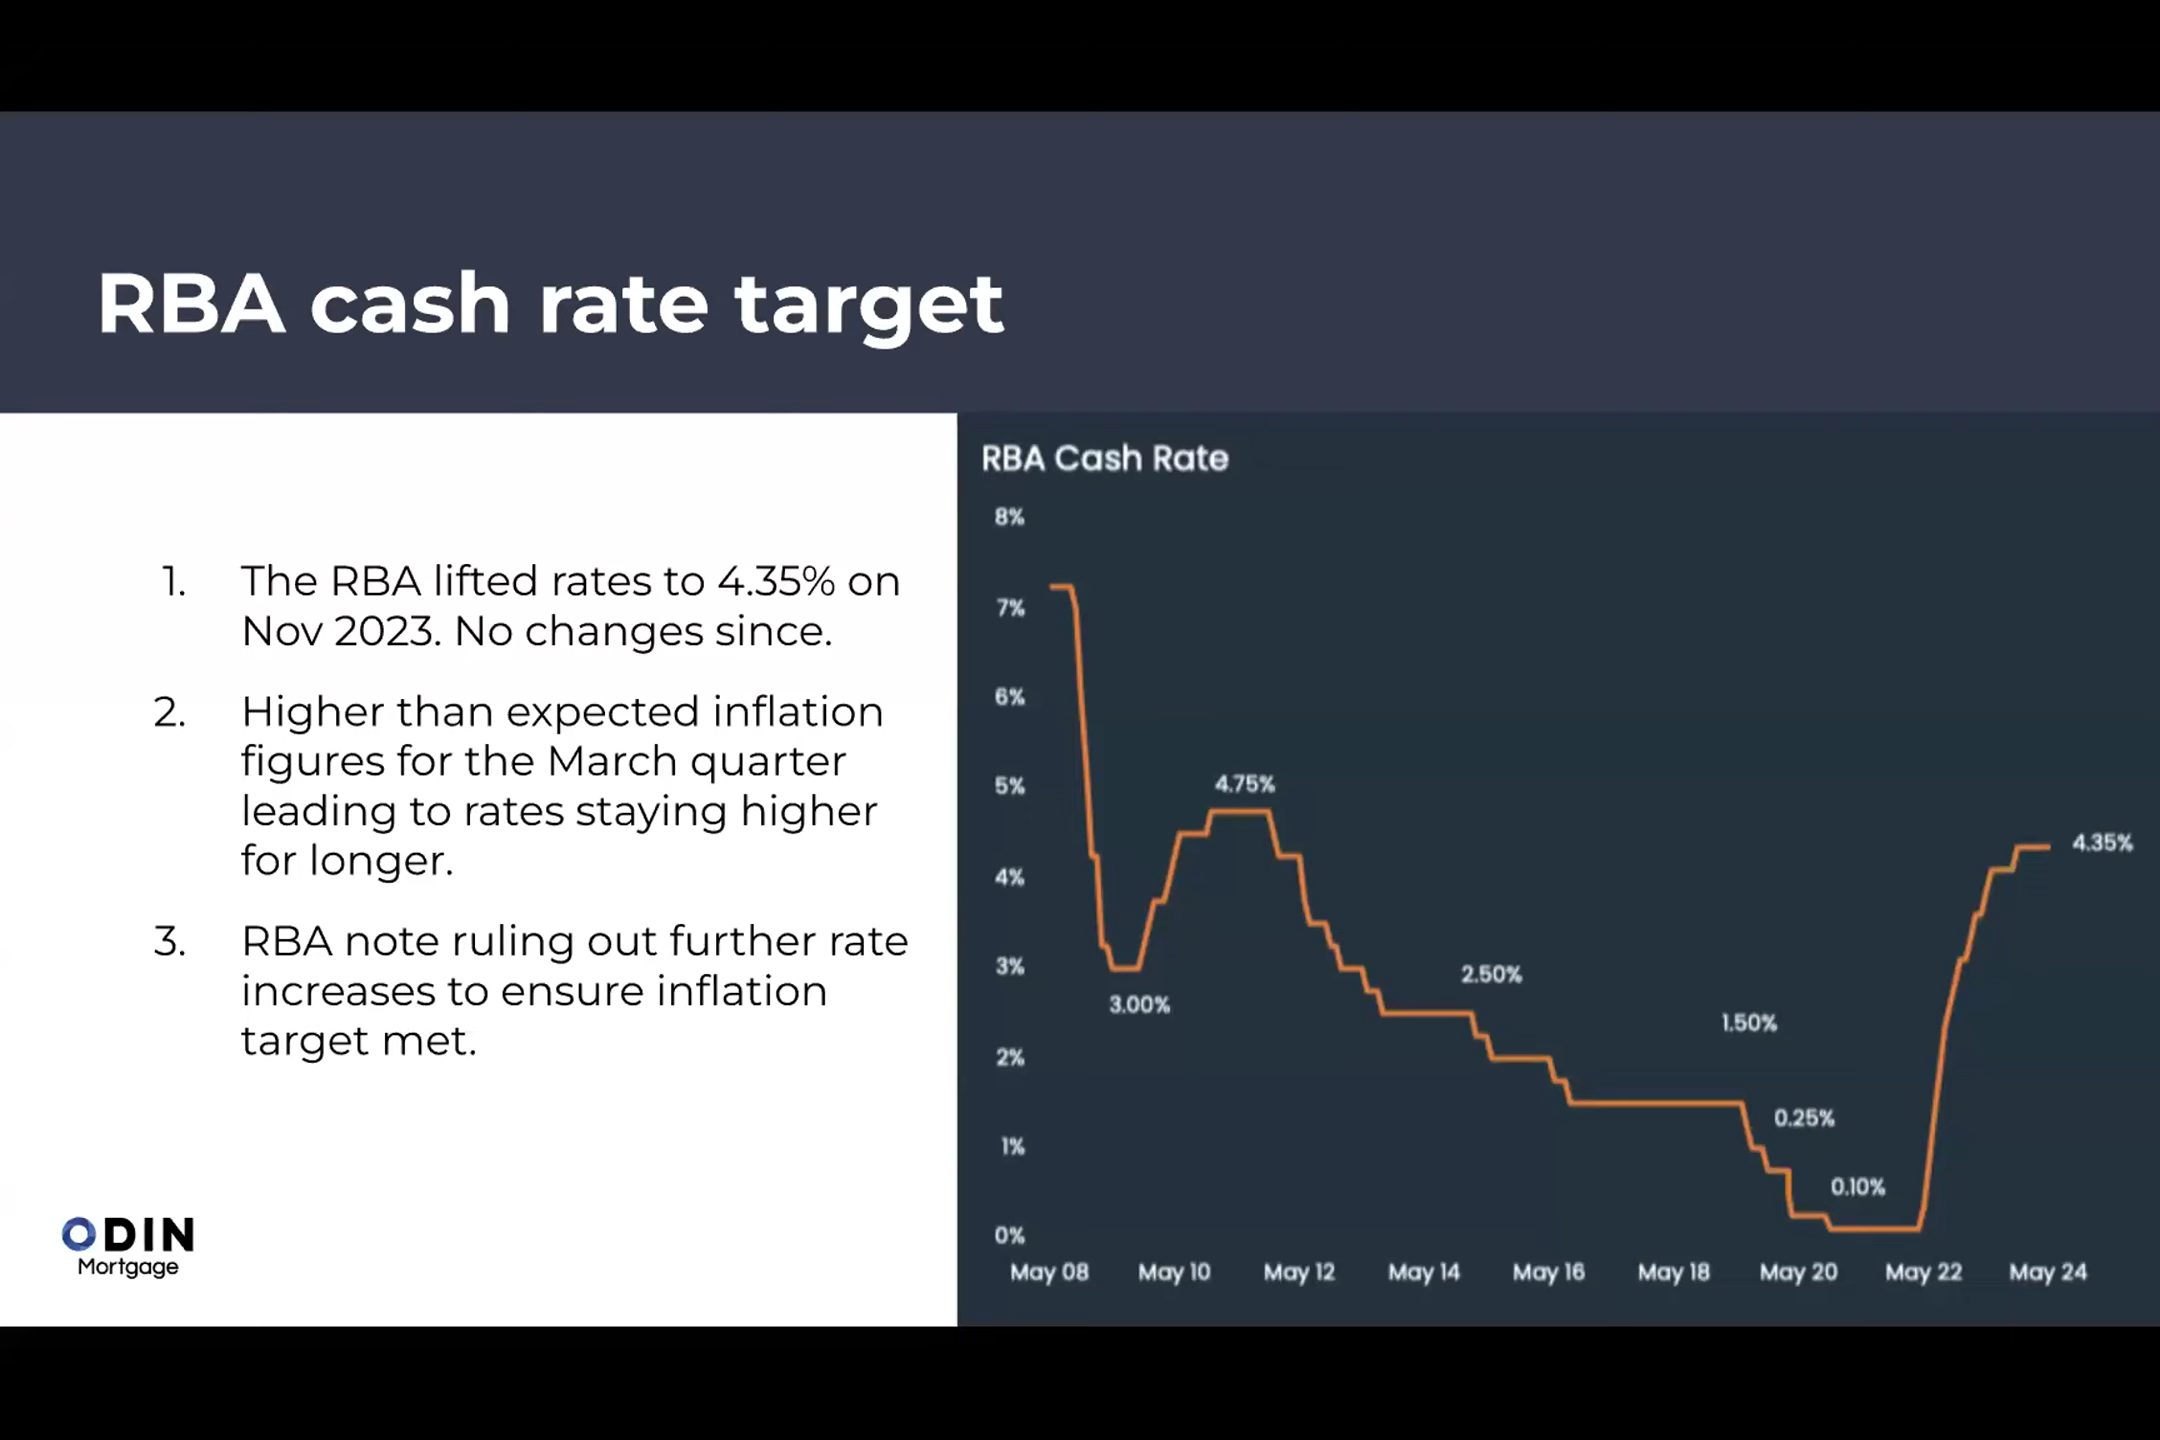 RBA cash rate target
1. The RBA lifted rates to 4.35% on
Nov 2023. No changes since.
2. Higher than expected inflation
figures for the March quarter
leading to rates staying higher
for longer.
3. RBA note ruling out further rate
increases to ensure inflation
target met.
ODIN
Mortgage
RBA Cash Rate
8%
7%
6%
5%
4%
3%
2%
1%
0%
4.75%
4.35%
3.00%
2.50%
1.50%
0.25%
0.10%
May 08 May 10 May 12 May 14 May 16 May 18 May 20 May 22 May 24